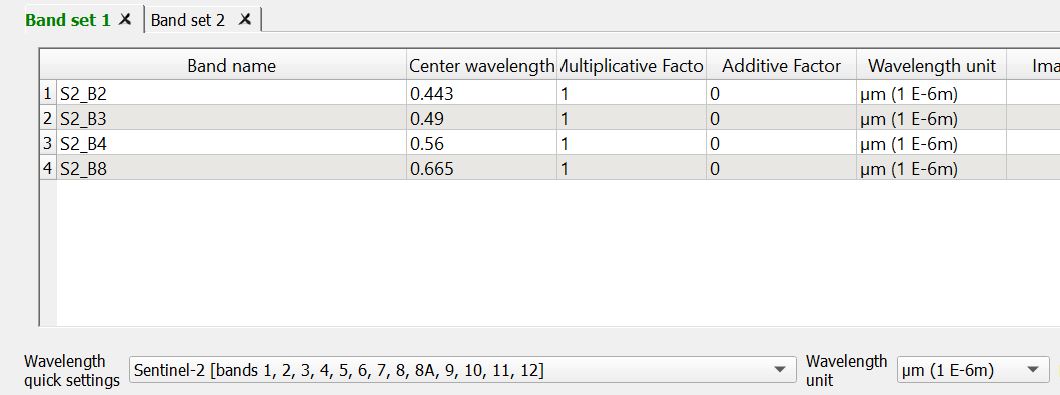 Band set 1 Band set 2
Band name Center wavelength Multiplicative Facto Additive Factor Wavelength unit Ima
1 S2_B2 0.443 1 0 µm (1 E-6m)
2 S2_B3 0.49 1 0 µm (1 E-6m)
3 S2_B4 0.56 1 0 µm (1 E-6m)
4 S2_B8 0.665 1 0 µm (1 E-6m)
Wavelength quick settings Sentinel-2 [bands 1, 2, 3, 4, 5, 6, 7, 8, 8A, 9, 10, 11, 12] Wavelength unit µm (1 E-6m)